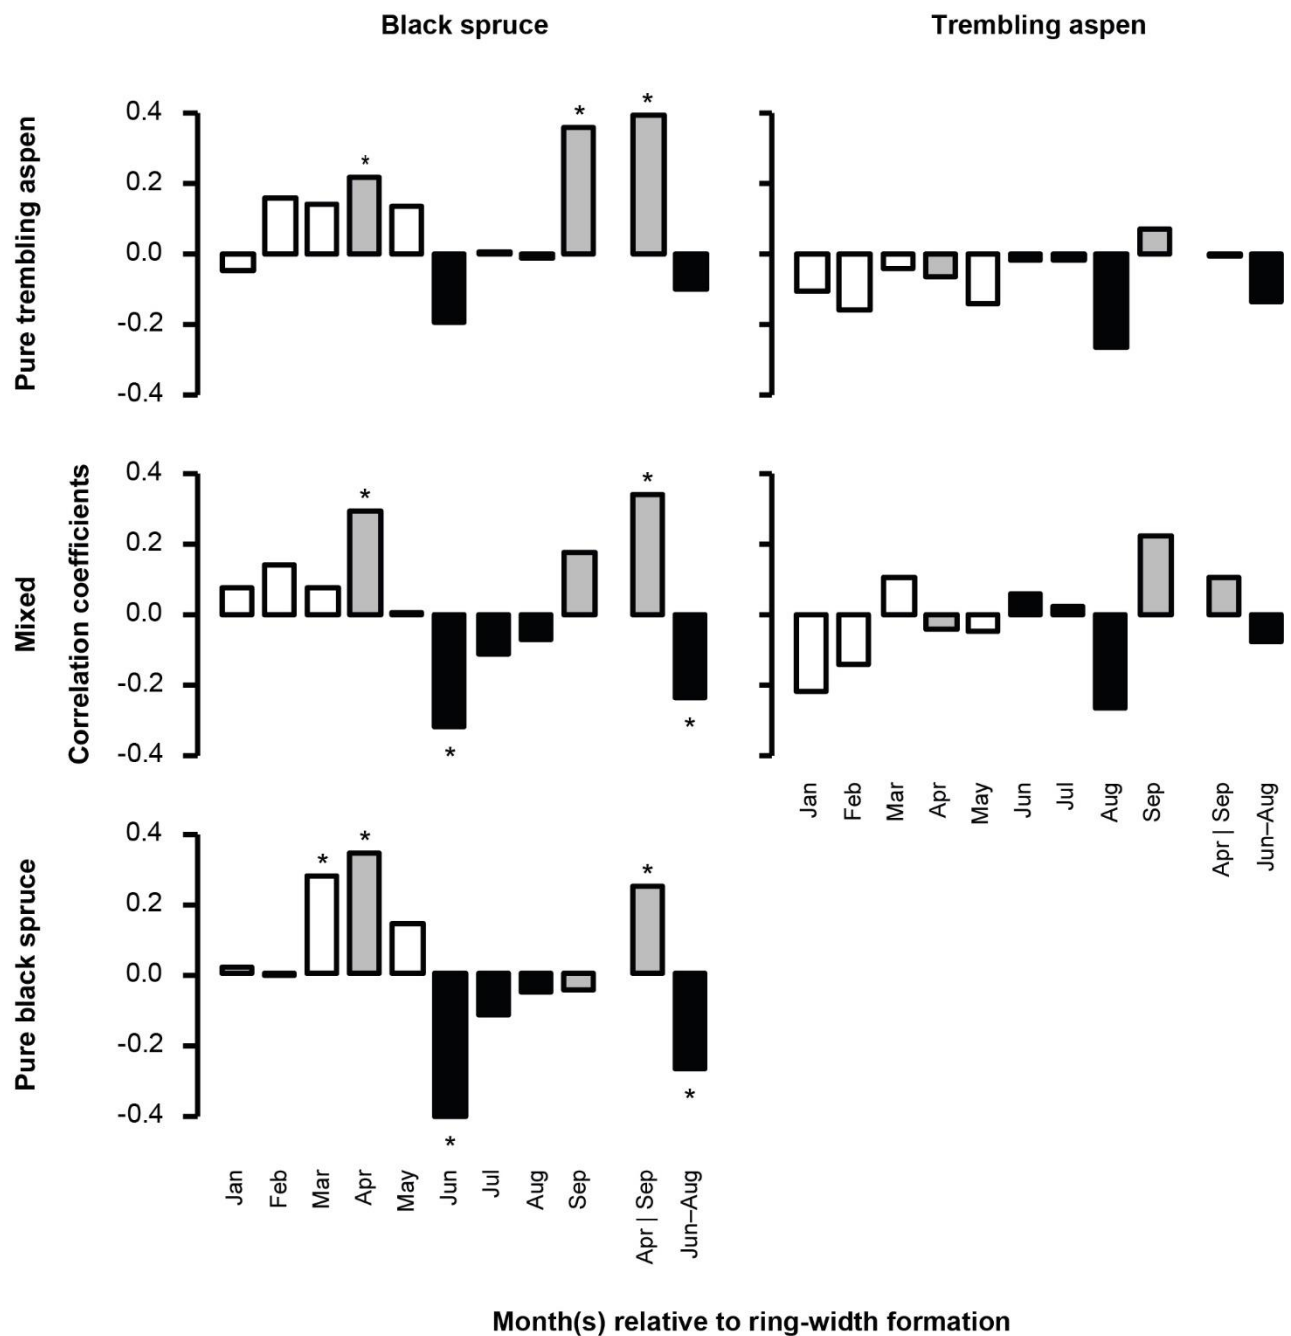 Black spruce
Trembling aspen
Pure trembling aspen
0.4
0.2
0.0
-0.2
-0.4
*
*
*
Mixed
Correlation coefficients
0.4
0.2
0.0
-0.2
-0.4
*
*
*
*
Jan
Feb
Mar
Apr
May
Jun
Jul
Aug
Sep
Apr | Sep
Jun–Aug
Pure black spruce
0.4
0.2
0.0
-0.2
-0.4
*
*
*
*
*
Jan
Feb
Mar
Apr
May
Jun
Jul
Aug
Sep
Apr | Sep
Jun–Aug
Month(s) relative to ring-width formation